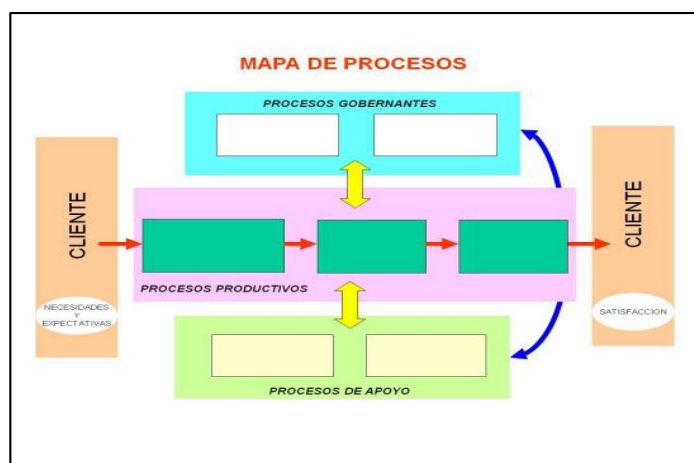 MAPA DE PROCESOS
PROCESOS GOBERNANTES
CLIENTE
NECESIDADES
Y
EXPECTATIVAS
PROCESOS PRODUCTIVOS
CLIENTE
SATISFACCION
PROCESOS DE APOYO